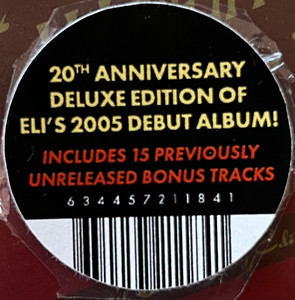 20TH ANNIVERSARY
DELUXE EDITION OF
ELI'S 2005 DEBUT ALBUM!
INCLUDES 15 PREVIOUSLY
UNRELEASED BONUS TRACKS
634457211841